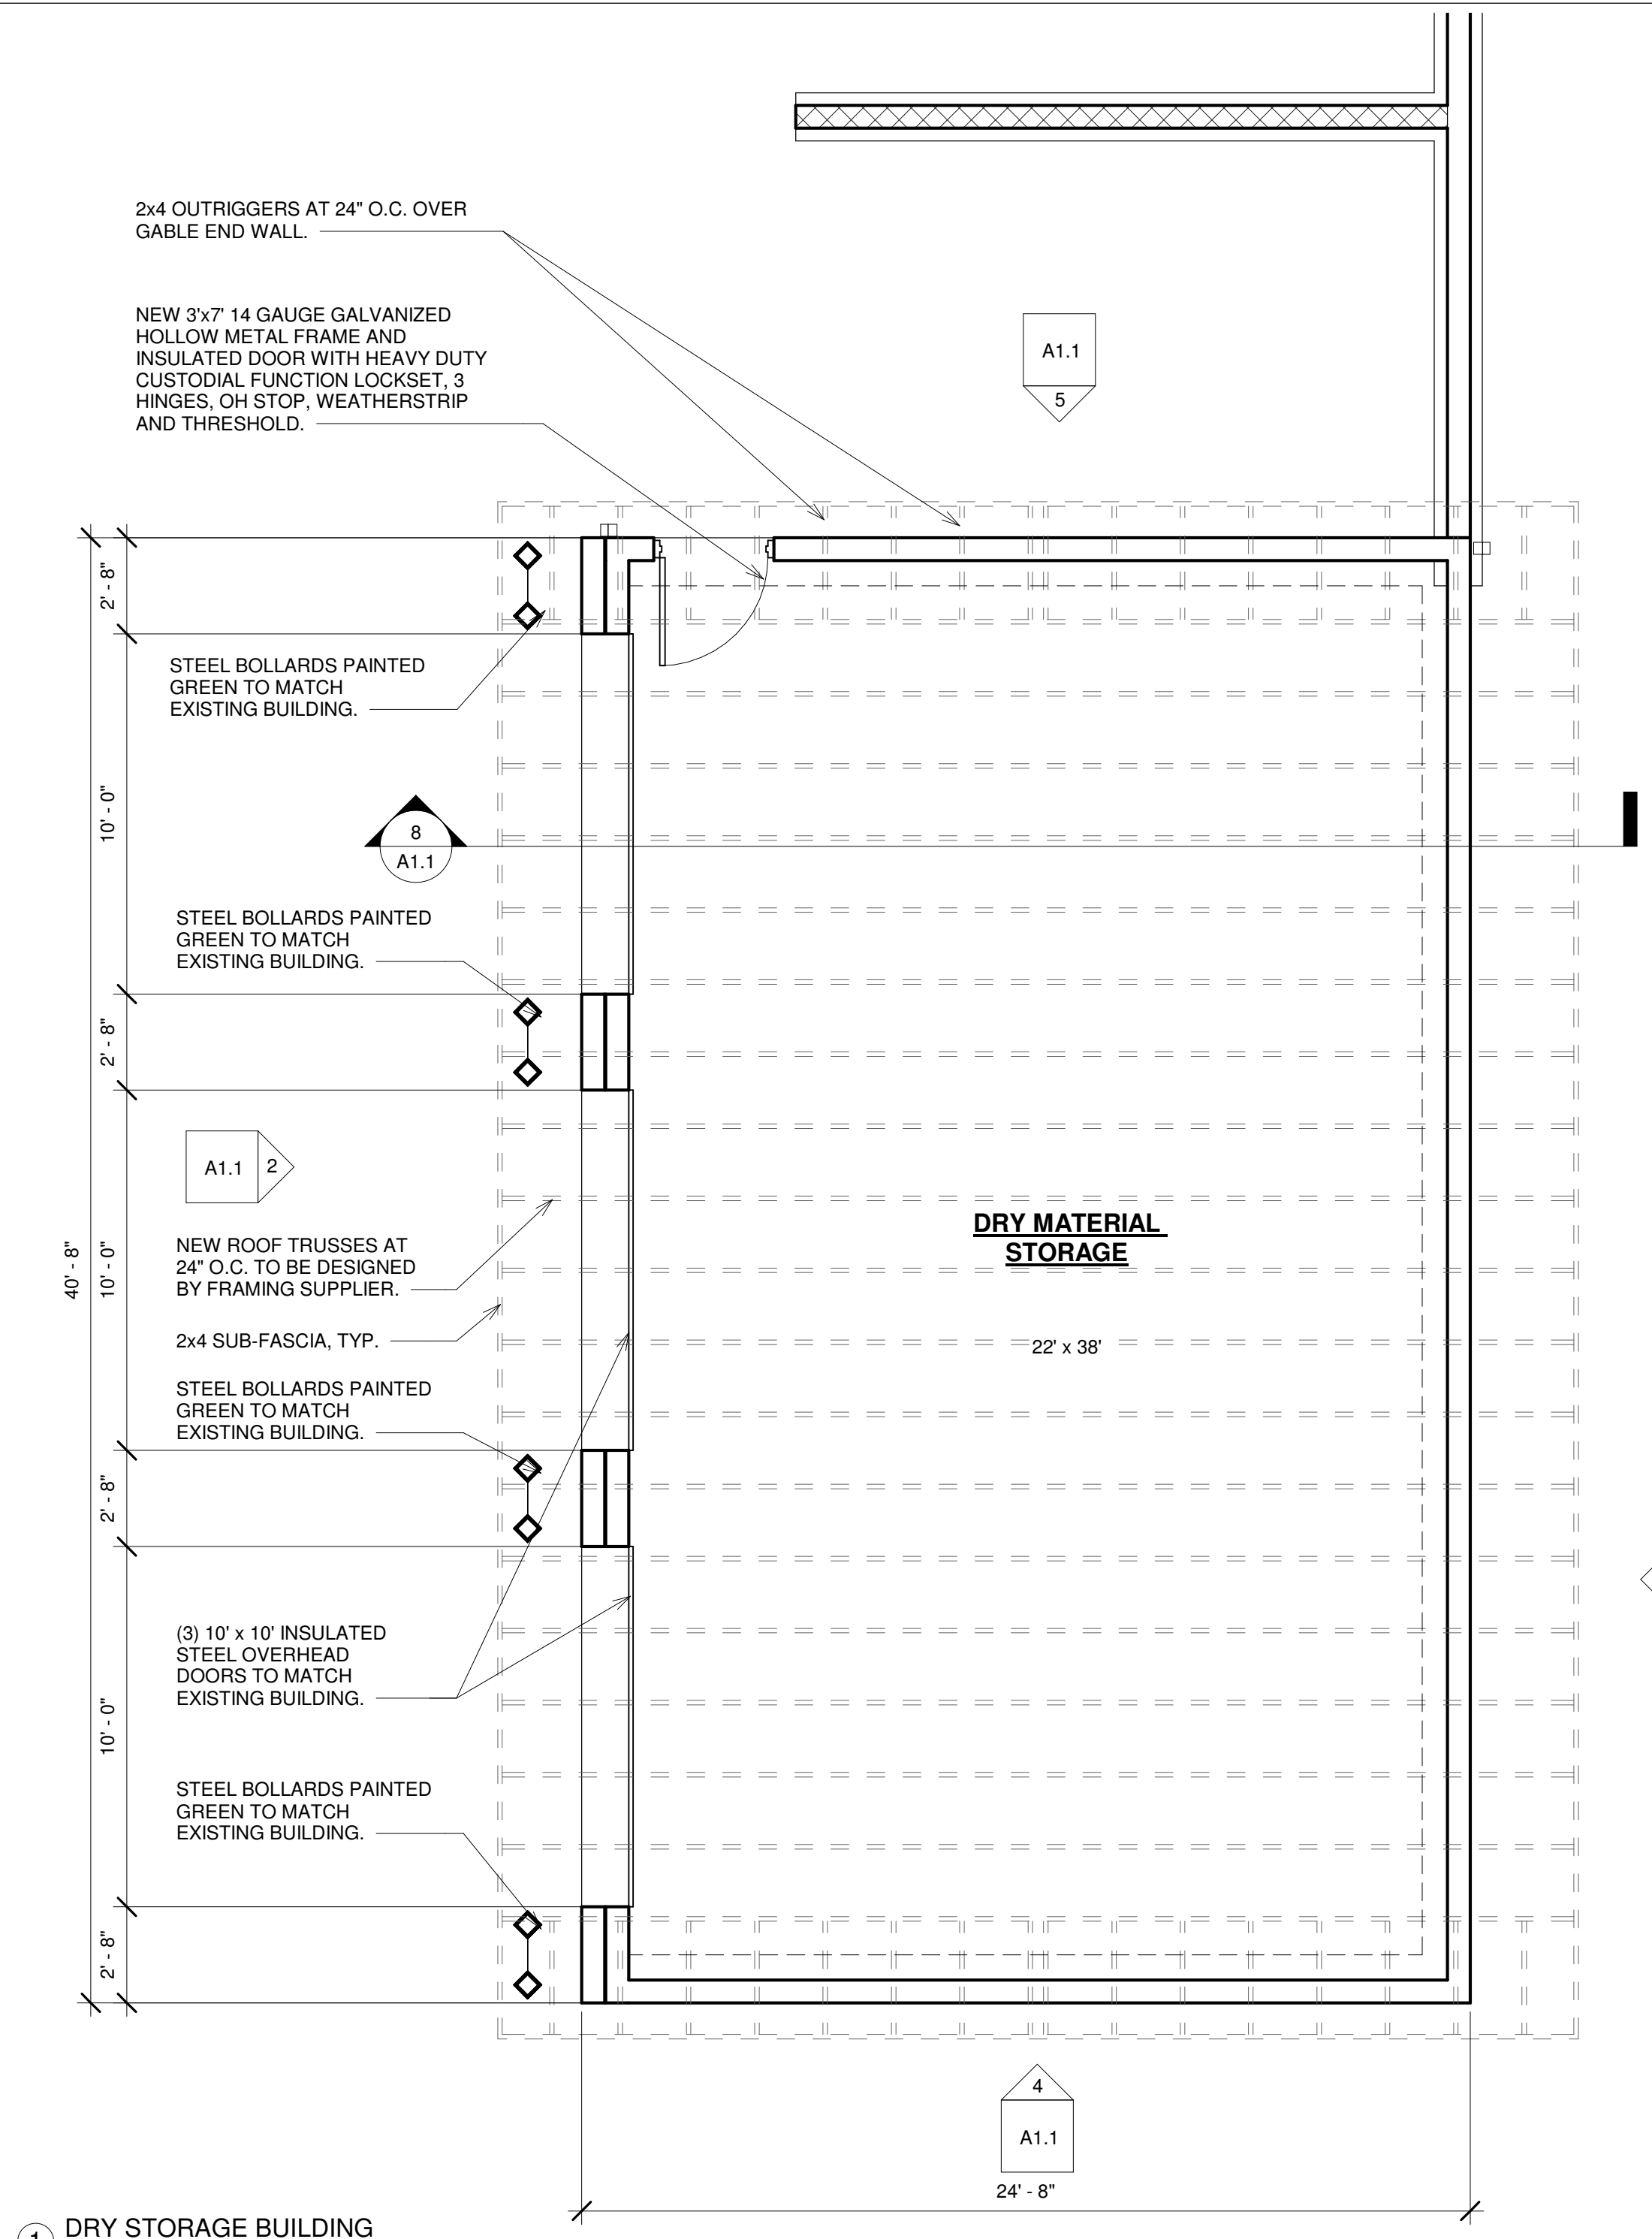 2x4 OUTRIGGERS AT 24" O.C. OVER
GABLE END WALL.
NEW 3'x7' 14 GAUGE GALVANIZED
HOLLOW METAL FRAME AND
INSULATED DOOR WITH HEAVY DUTY
CUSTODIAL FUNCTION LOCKSET, 3
HINGES, OH STOP, WEATHERSTRIP
AND THRESHOLD.
A1.1
5
2' - 8"
STEEL BOLLARDS PAINTED
GREEN TO MATCH
EXISTING BUILDING.
10' - 0"
8
A1.1
STEEL BOLLARDS PAINTED
GREEN TO MATCH
EXISTING BUILDING.
2' - 8"
A1.1 2
DRY MATERIAL
STORAGE
22' x 38'
NEW ROOF TRUSSES AT
24" O.C. TO BE DESIGNED
BY FRAMING SUPPLIER.
40' - 8"
10' - 0"
2x4 SUB-FASCIA, TYP.
STEEL BOLLARDS PAINTED
GREEN TO MATCH
EXISTING BUILDING.
2' - 8"
(3) 10' x 10' INSULATED
STEEL OVERHEAD
DOORS TO MATCH
EXISTING BUILDING.
10' - 0"
STEEL BOLLARDS PAINTED
GREEN TO MATCH
EXISTING BUILDING.
2' - 8"
4
A1.1
24' - 8"
1 DRY STORAGE BUILDING